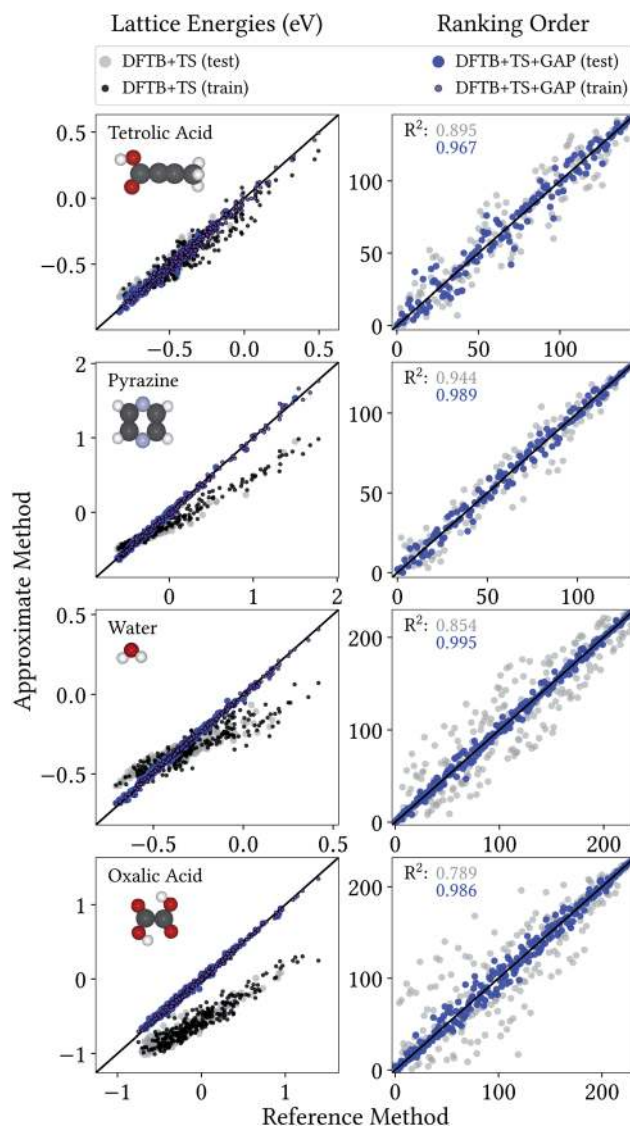 Lattice Energies (eV)
Ranking Order
DFTB+TS (test)
DFTB+TS (train)
DFTB+TS+GAP (test)
DFTB+TS+GAP (train)
Approximate Method
Tetrolic Acid
0.5
0.0
−0.5
−0.5 0.0 0.5
R²: 0.895
0.967
100
50
0
0 50 100
Pyrazine
2
1
0
0 1 2
R²: 0.944
0.989
100
50
0
0 50 100
Water
0.5
0.0
−0.5
−0.5 0.0 0.5
R²: 0.854
0.995
200
100
0
0 100 200
Oxalic Acid
1
0
−1
−1 0 1
R²: 0.789
0.986
200
100
0
0 100 200
Reference Method